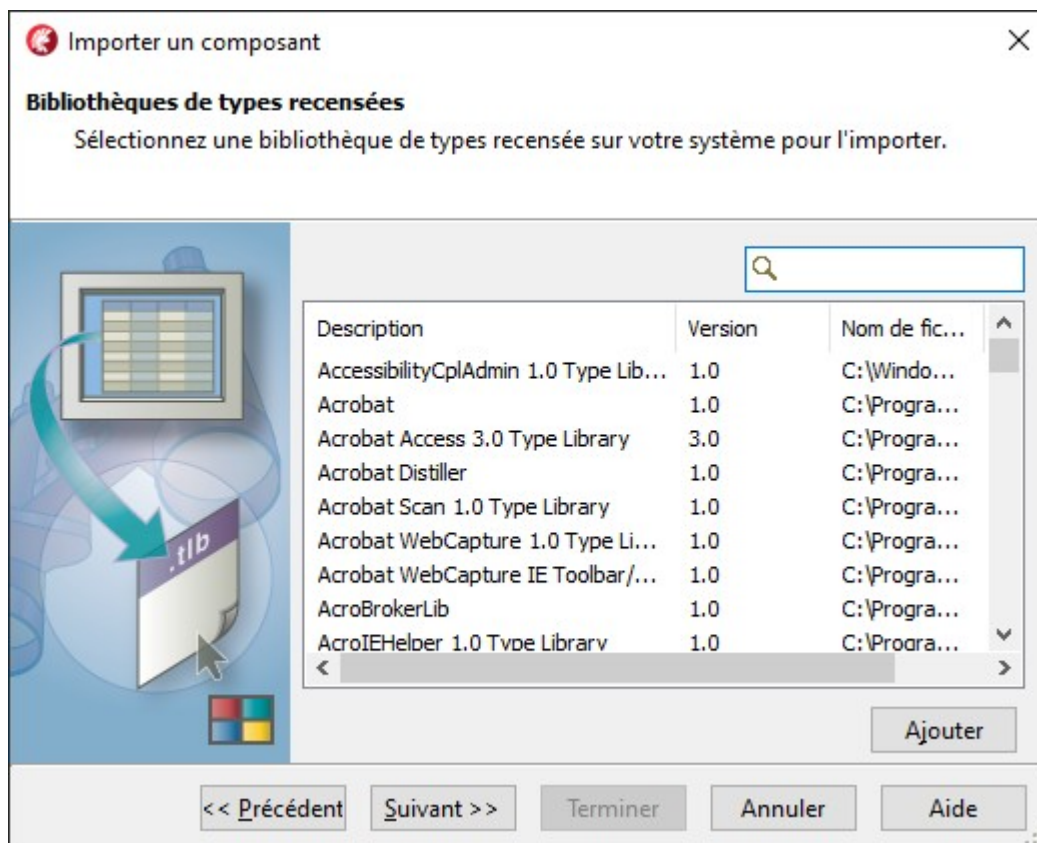 Importer un composant
Bibliothèques de types recensées
Sélectionnez une bibliothèque de types recensée sur votre système pour l'importer.
Description Version Nom de fic...
AccessibilityCplAdmin 1.0 Type Lib... 1.0 C:\Windo...
Acrobat 1.0 C:\Progra...
Acrobat Access 3.0 Type Library 3.0 C:\Progra...
Acrobat Distiller 1.0 C:\Progra...
Acrobat Scan 1.0 Type Library 1.0 C:\Progra...
Acrobat WebCapture 1.0 Type Li... 1.0 C:\Progra...
Acrobat WebCapture IE Toolbar/... 1.0 C:\Progra...
AcroBrokerLib 1.0 C:\Progra...
AcroIEHelper 1.0 Type Library 1.0 C:\Progra...
.tlb
Ajouter
<< Précédent Suivant >> Terminer Annuler Aide